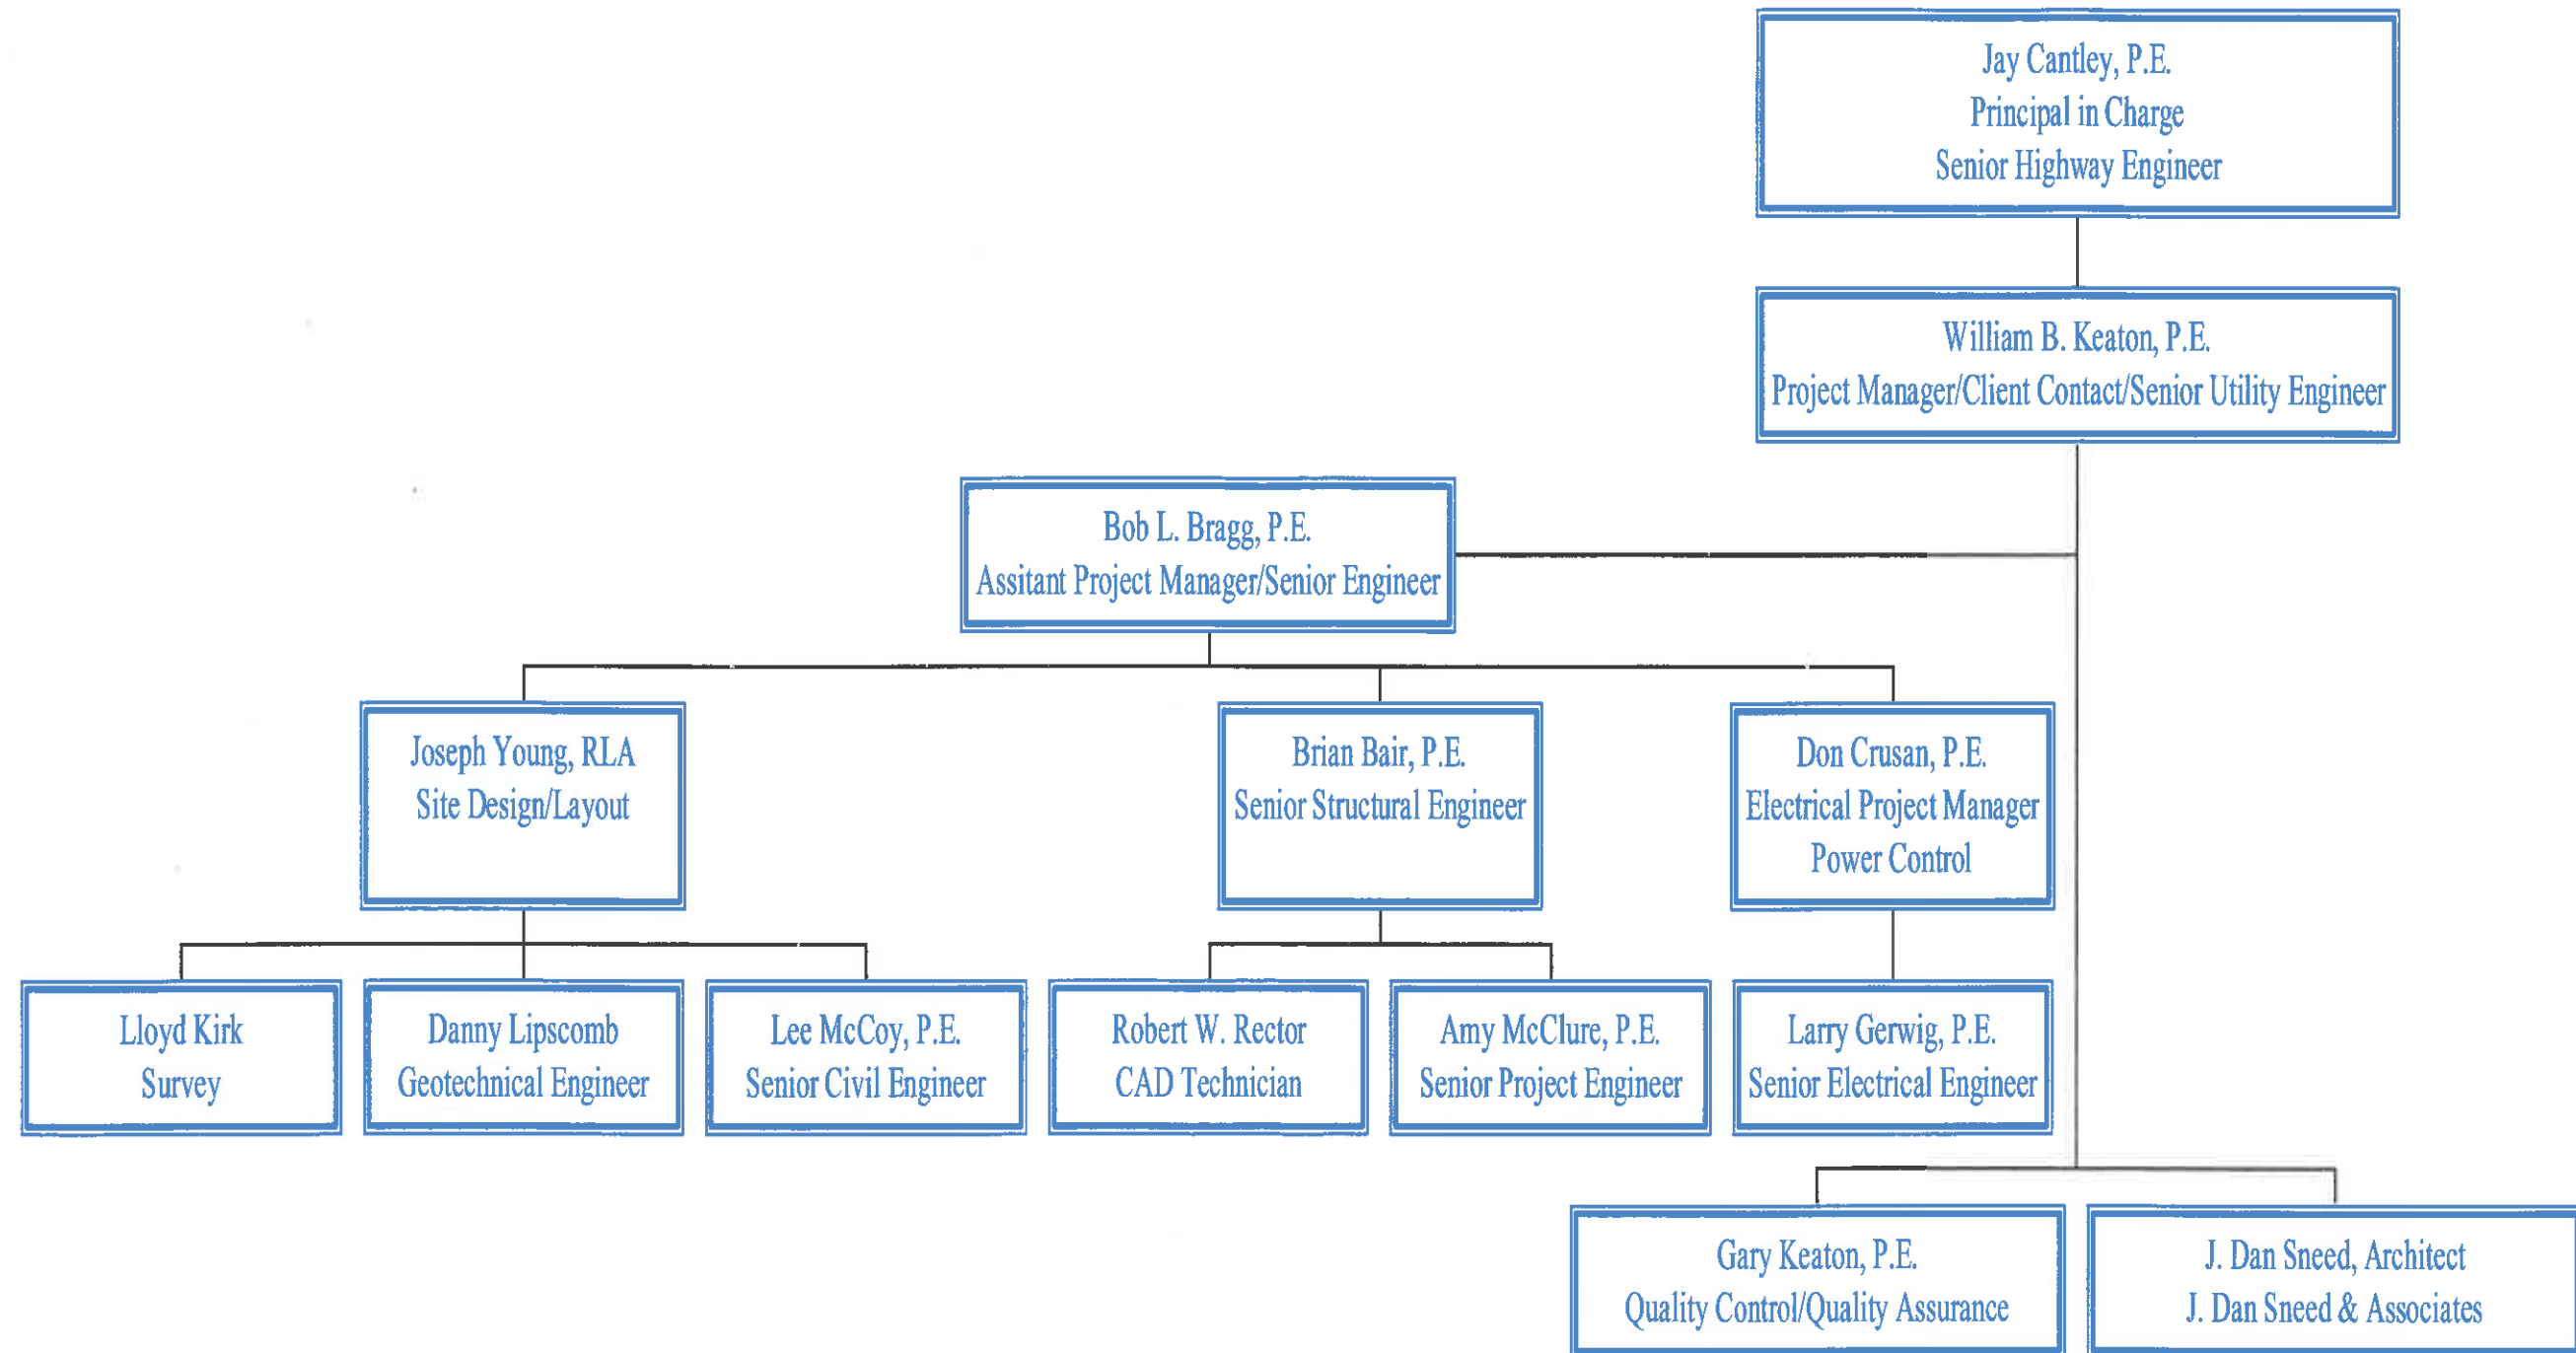 Jay Cantley, P.E.
Principal in Charge
Senior Highway Engineer
William B. Keaton, P.E.
Project Manager/Client Contact/Senior Utility Engineer
Bob L. Bragg, P.E.
Assitant Project Manager/Senior Engineer
Joseph Young, RLA
Site Design/Layout
Brian Bair, P.E.
Senior Structural Engineer
Don Crusan, P.E.
Electrical Project Manager
Power Control
Lloyd Kirk
Survey
Danny Lipscomb
Geotechnical Engineer
Lee McCoy, P.E.
Senior Civil Engineer
Robert W. Rector
CAD Technician
Amy McClure, P.E.
Senior Project Engineer
Larry Gerwig, P.E.
Senior Electrical Engineer
Gary Keaton, P.E.
Quality Control/Quality Assurance
J. Dan Sneed, Architect
J. Dan Sneed & Associates